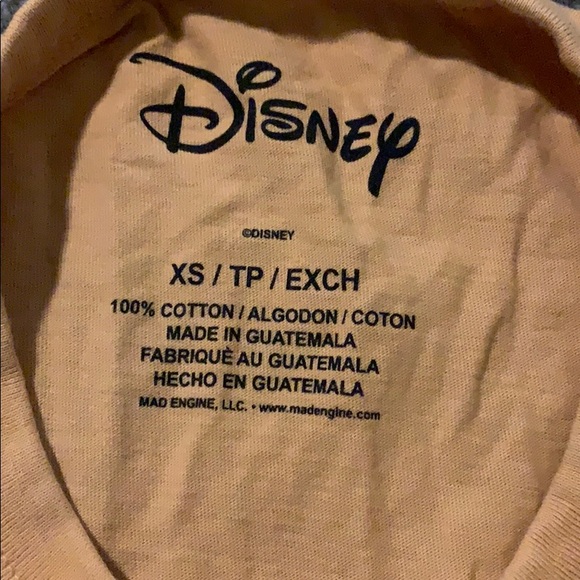 Disney
©DISNEY
XS / TP / EXCH
100% COTTON / ALGODON / COTON
MADE IN GUATEMALA
FABRIQUÈ AU GUATEMALA
HECHO EN GUATEMALA
MAD ENGINE, LLC. • www.madengine.com